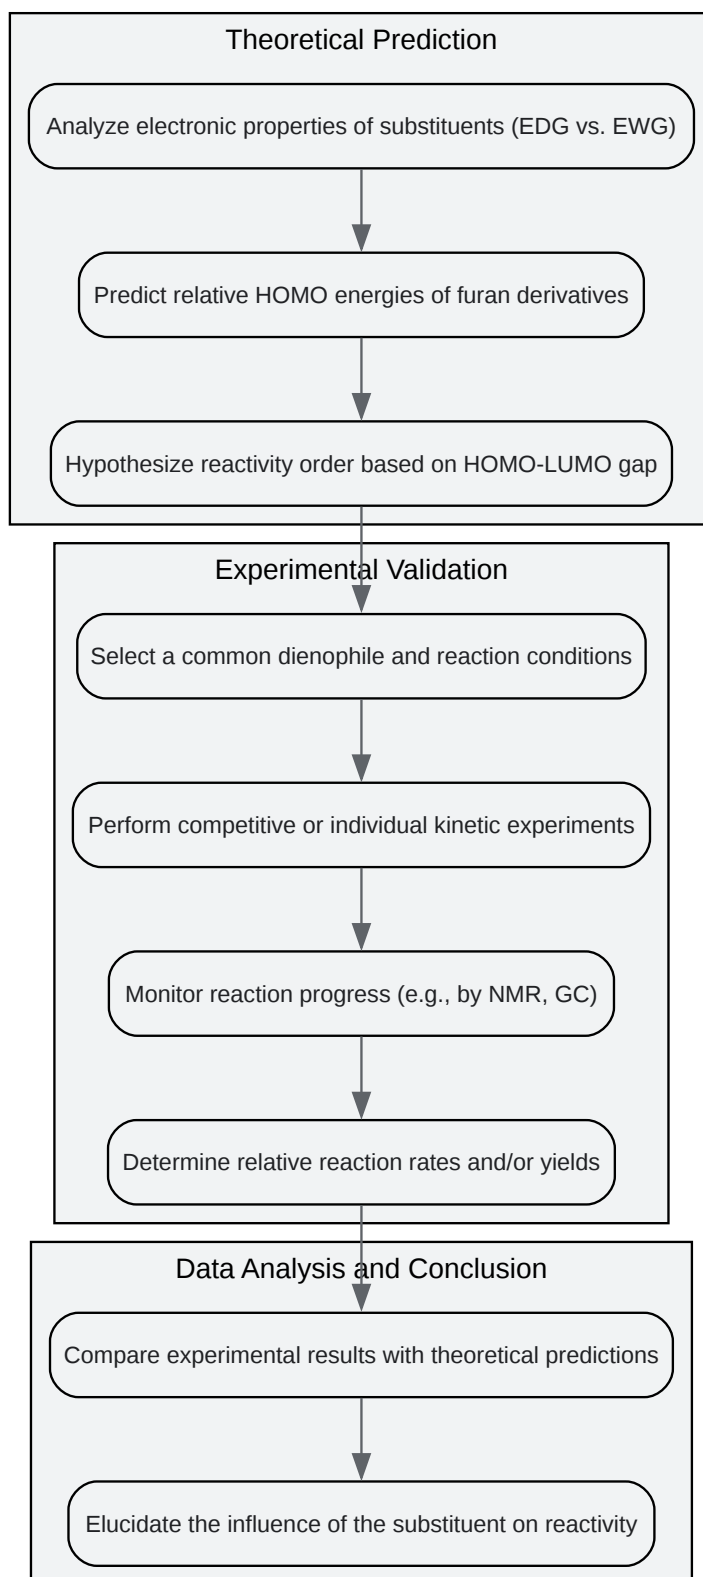 Theoretical Prediction
Analyze electronic properties of substituents (EDG vs. EWG)
Predict relative HOMO energies of furan derivatives
Hypothesize reactivity order based on HOMO-LUMO gap
Experimental Validation
Select a common dienophile and reaction conditions
Perform competitive or individual kinetic experiments
Monitor reaction progress (e.g., by NMR, GC)
Determine relative reaction rates and/or yields
Data Analysis and Conclusion
Compare experimental results with theoretical predictions
Elucidate the influence of the substituent on reactivity